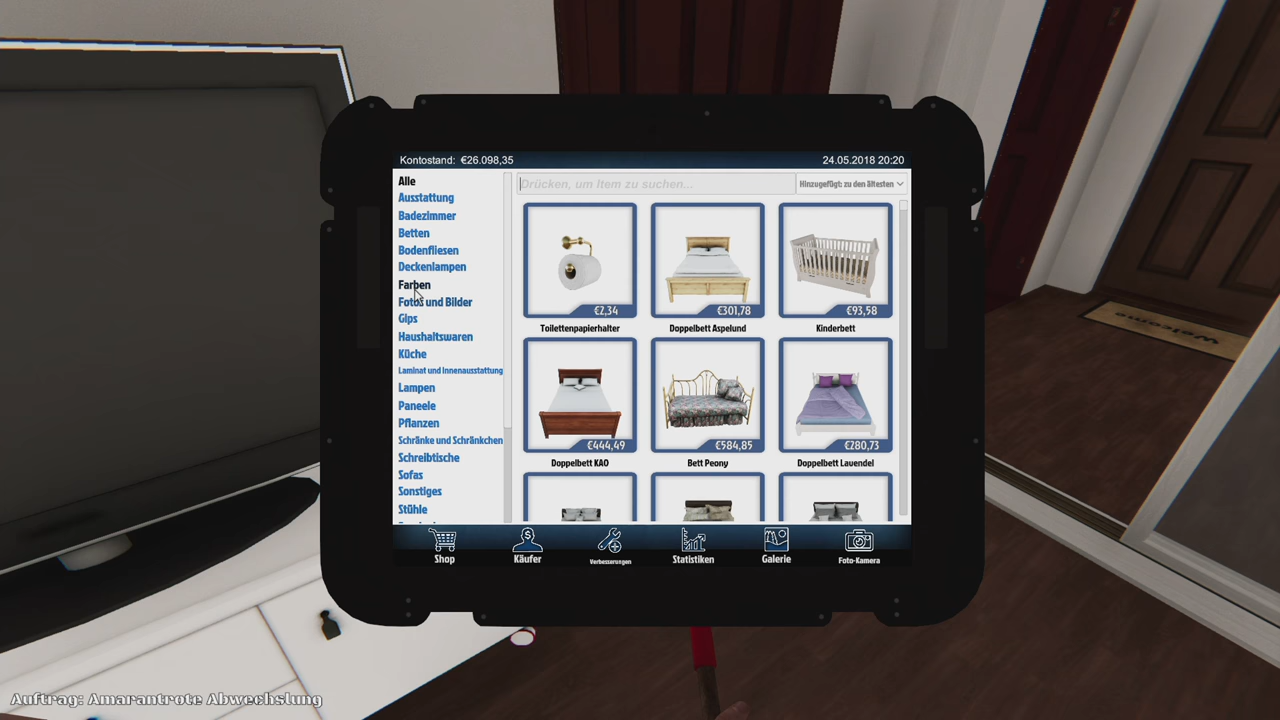 Kontostand: €26.098,35
24.05.2018 20:20
Alle
Ausstattung
Badezimmer
Betten
Bodenfliesen
Deckenlampen
Farben
Fotos und Bilder
Gips
Haushaltswaren
Küche
Laminat und Innenausstattung
Lampen
Paneele
Pflanzen
Schränke und Schränkchen
Schreibtische
Sofas
Sonstiges
Stühle
Drücken, um Item zu suchen...
Hinzugefügt: zu den ältesten
€2,34
€301,78
€93,58
Toilettenpapierhalter
Doppelbett Aspelund
Kinderbett
€444,49
€584,85
€280,73
Doppelbett KAO
Bett Peony
Doppelbett Lavendel
Shop
Käufer
Verbesserungen
Statistiken
Galerie
Foto-Kamera
Welcome
Auftrag: Amarantrote Abwechslung